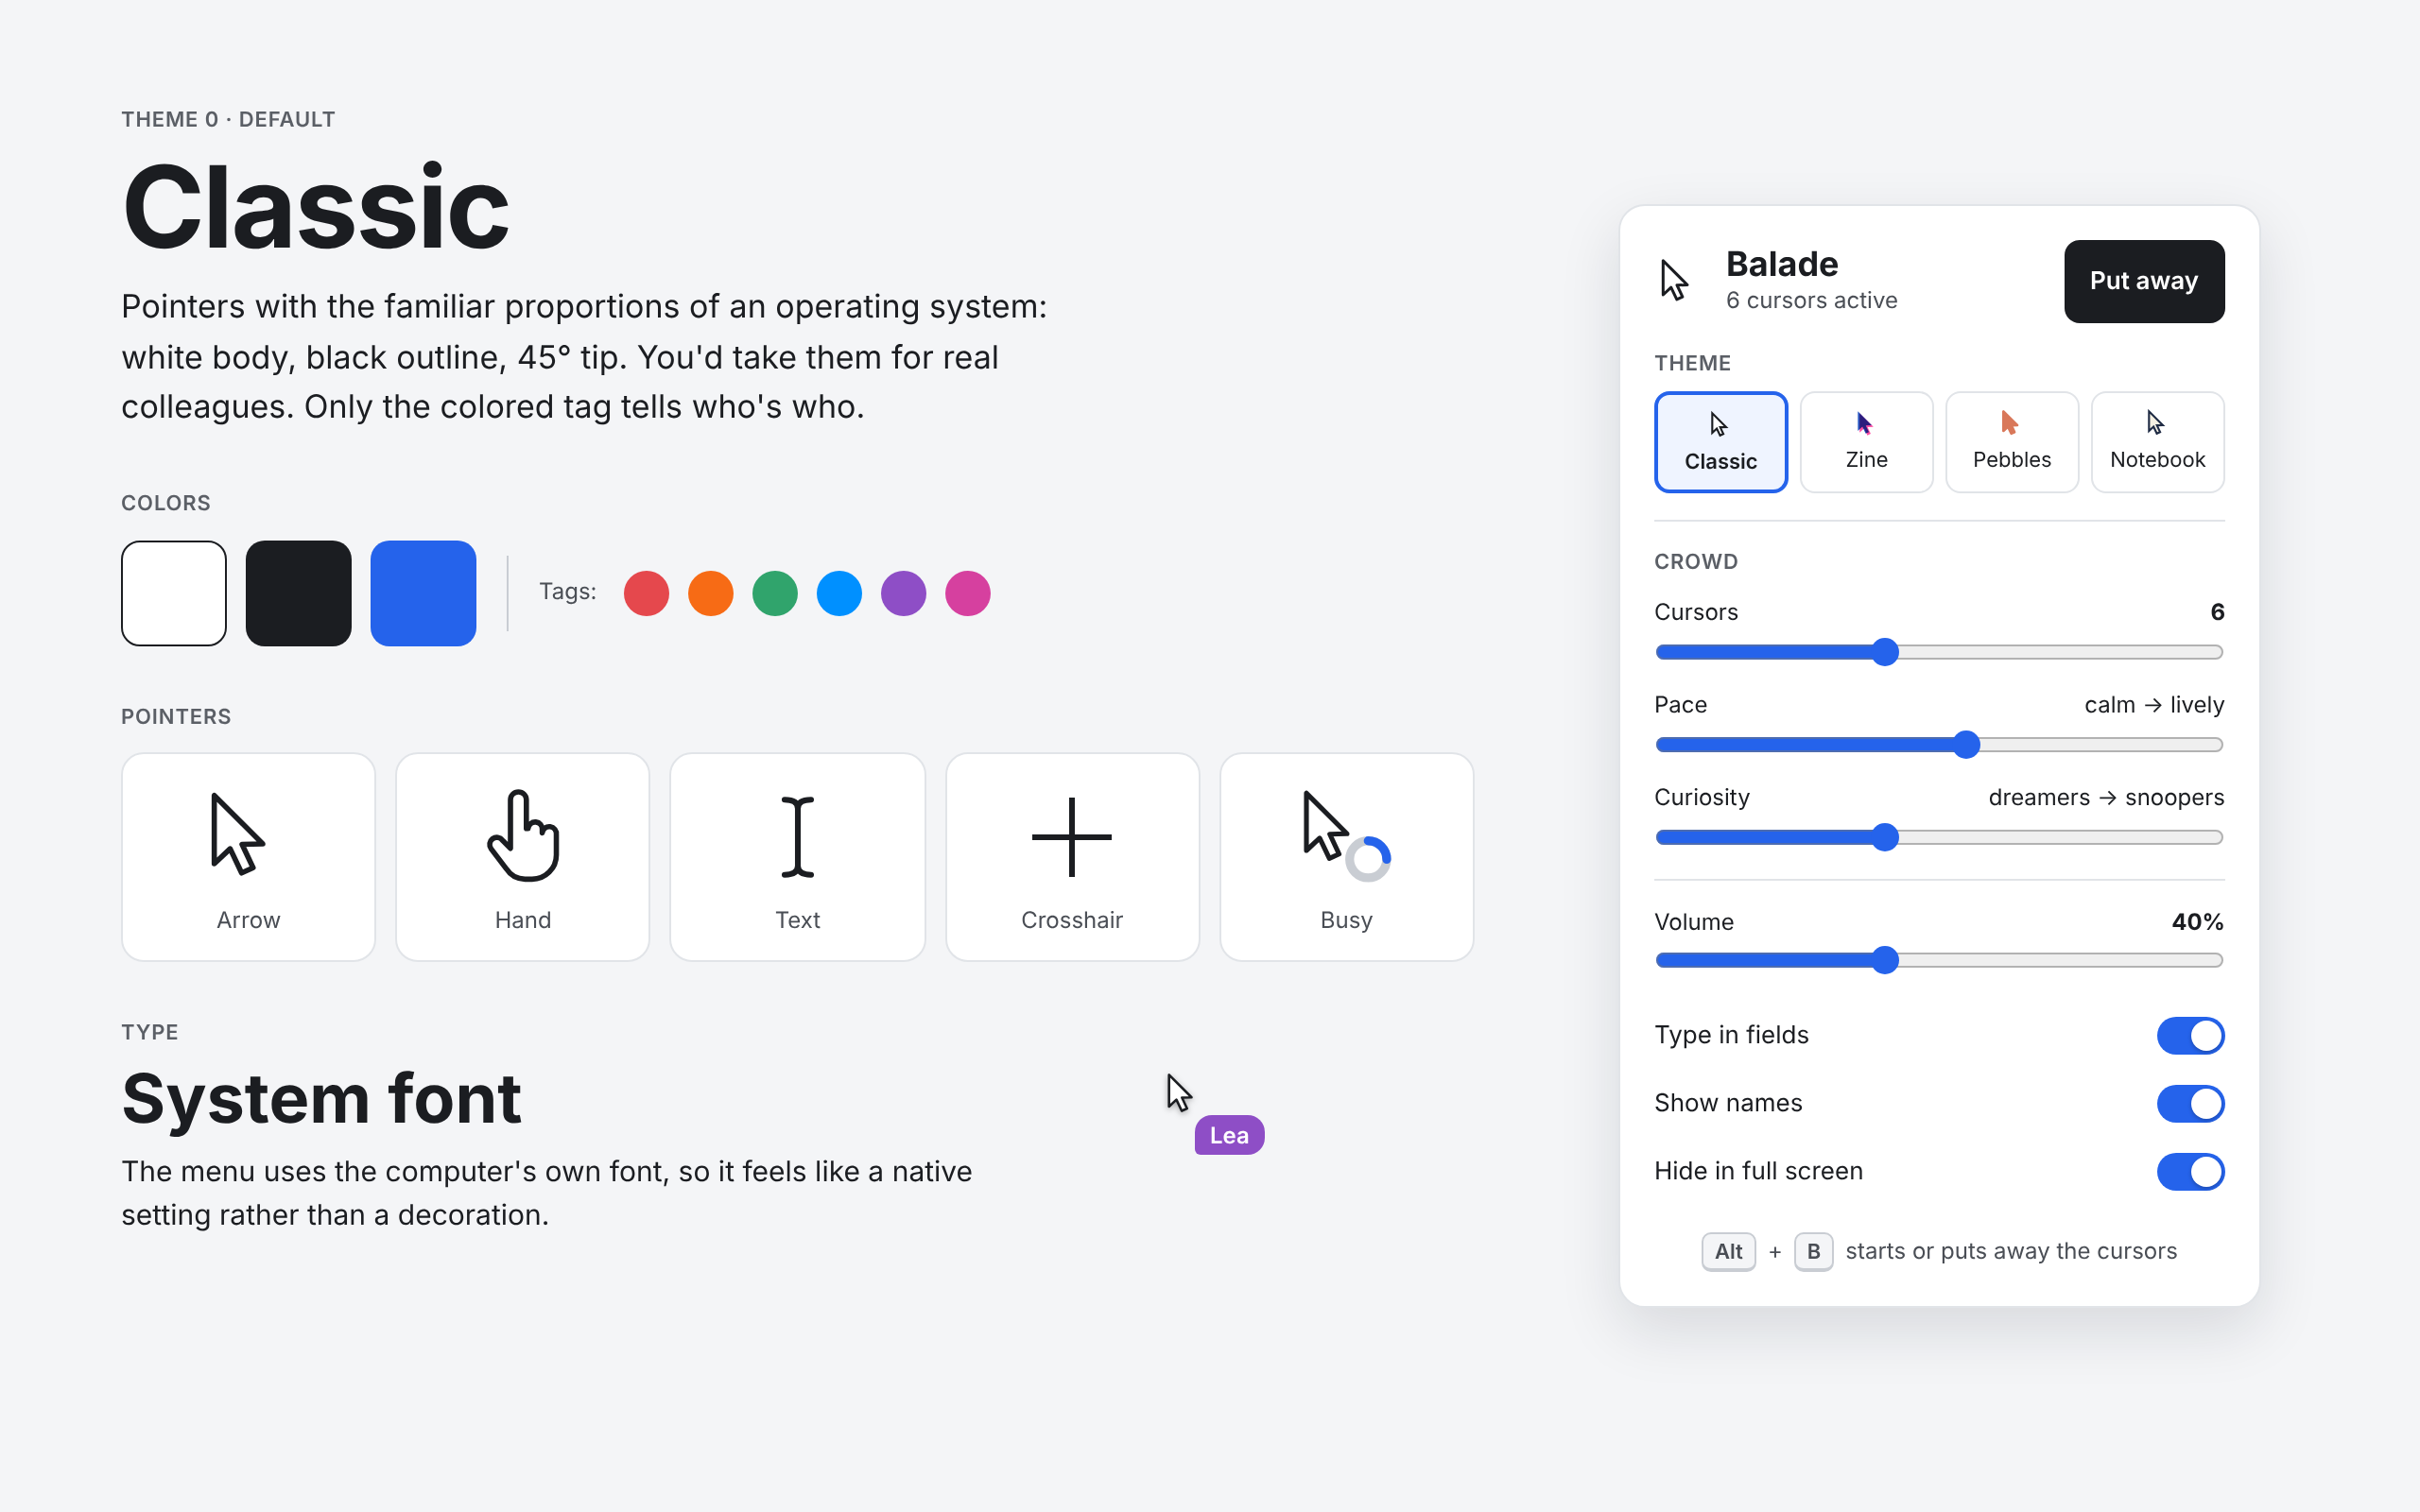 THEME 0 · DEFAULT
Classic
Pointers with the familiar proportions of an operating system:
white body, black outline, 45° tip. You'd take them for real
colleagues. Only the colored tag tells who's who.
COLORS
Tags:
POINTERS
Arrow
Hand
Text
Crosshair
Busy
TYPE
System font
The menu uses the computer's own font, so it feels like a native
setting rather than a decoration.
Lea
Balade
6 cursors active
Put away
THEME
Classic
Zine
Pebbles
Notebook
CROWD
Cursors 6
Pace calm → lively
Curiosity dreamers → snoopers
Volume 40%
Type in fields
Show names
Hide in full screen
Alt + B starts or puts away the cursors